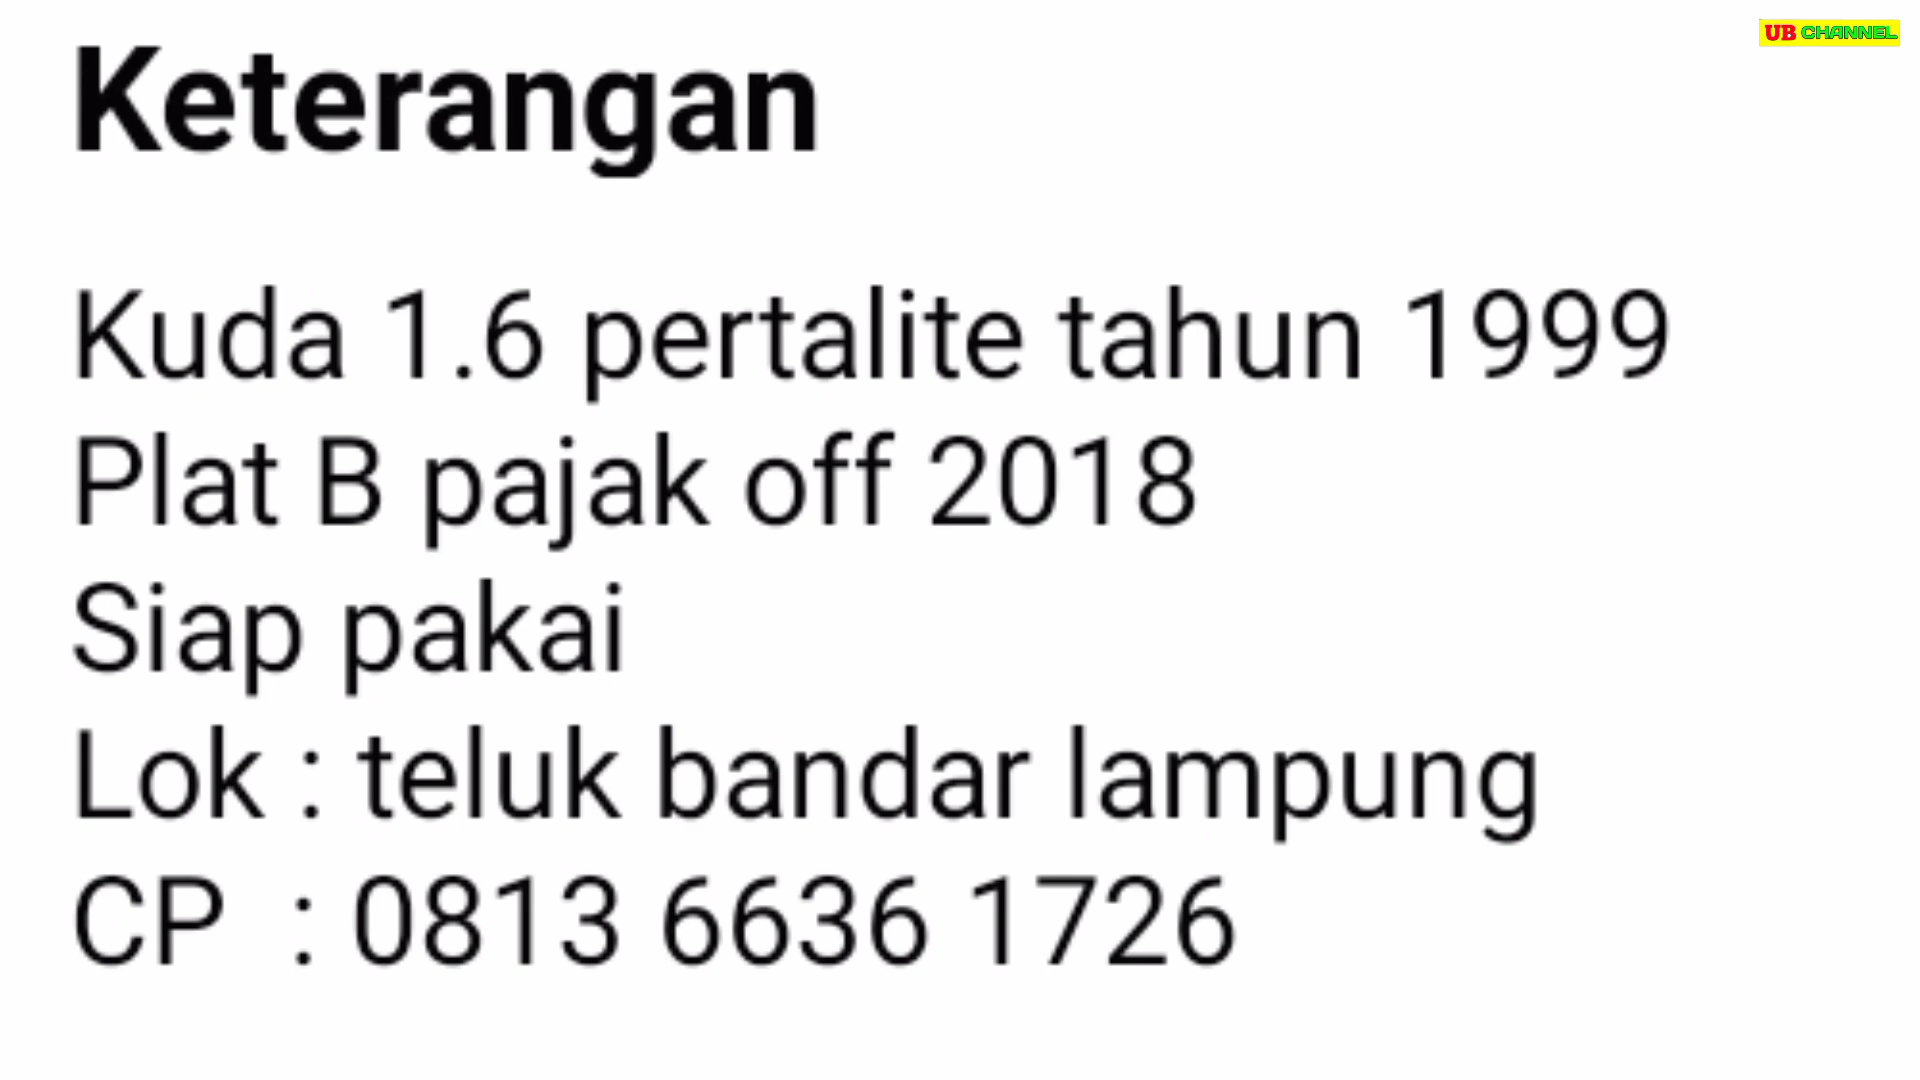 UB CHANNEL
Keterangan
Kuda 1.6 pertalite tahun 1999
Plat B pajak off 2018
Siap pakai
Lok : teluk bandar lampung
CP : 0813 6636 1726